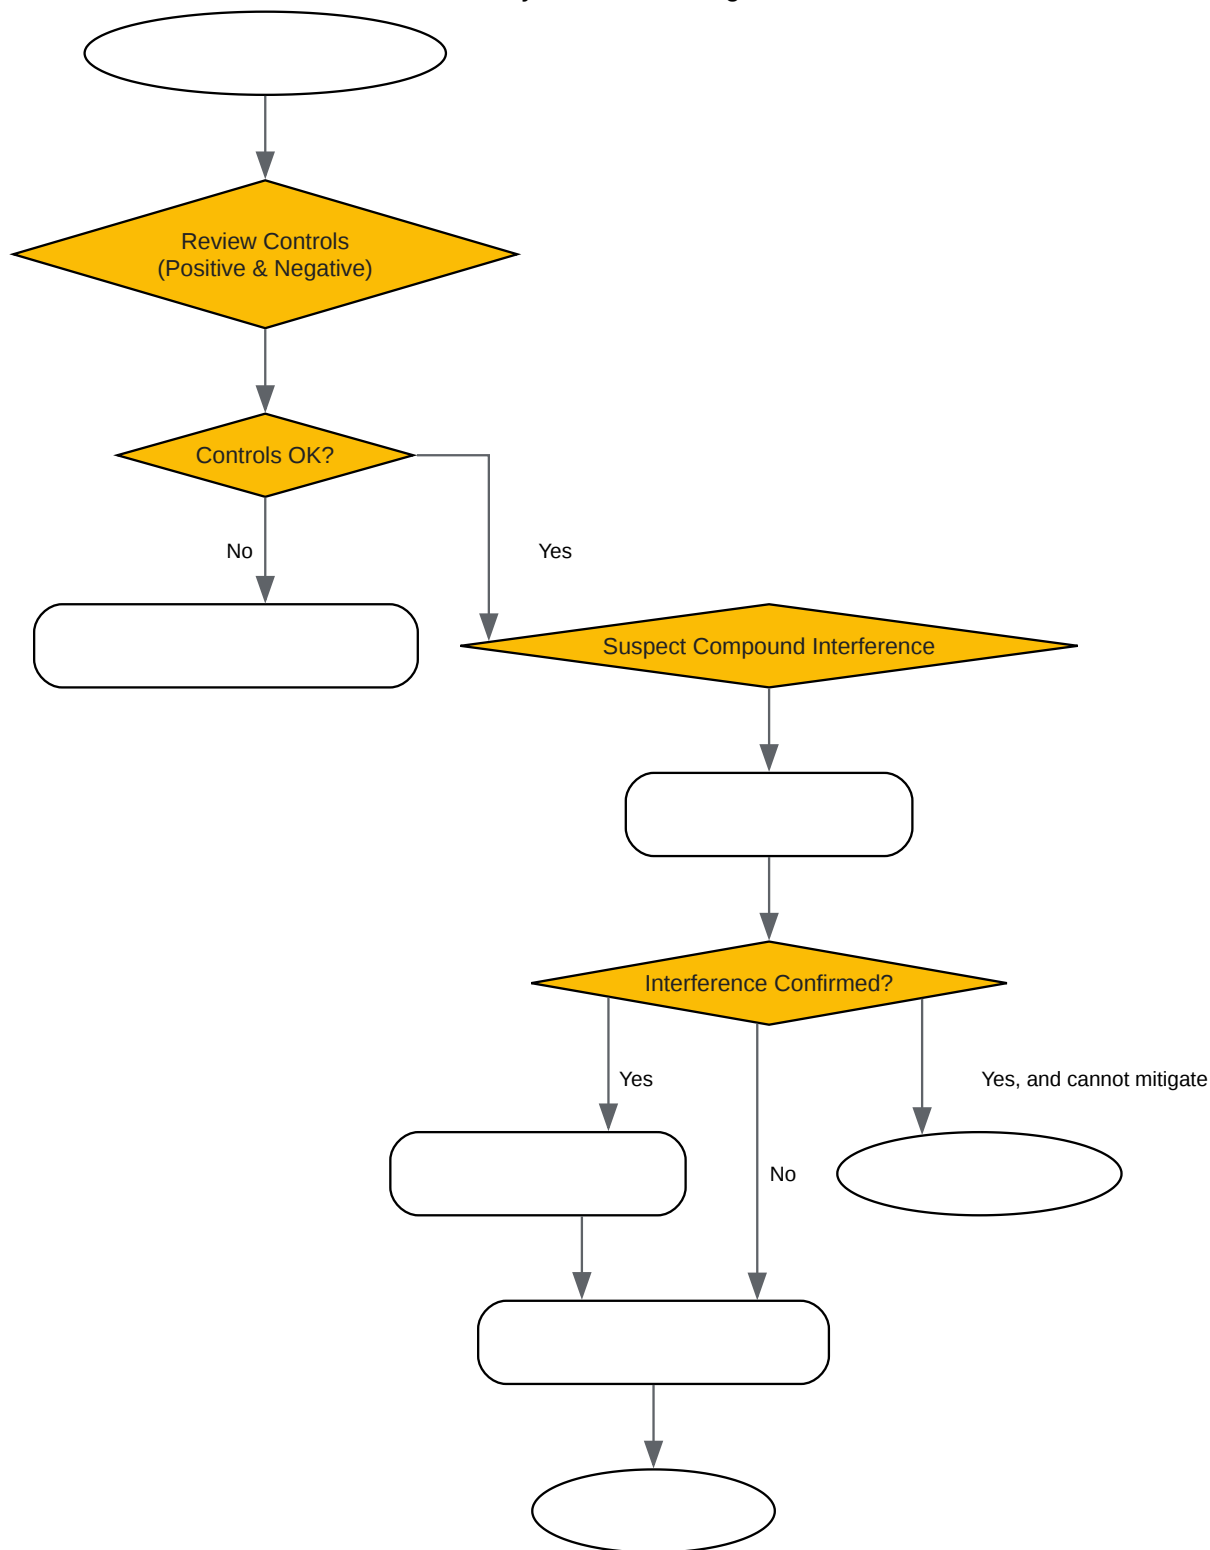 Review Controls
(Positive & Negative)
Controls OK?
No
Yes
Suspect Compound Interference
Interference Confirmed?
Yes
Yes, and cannot mitigate
No